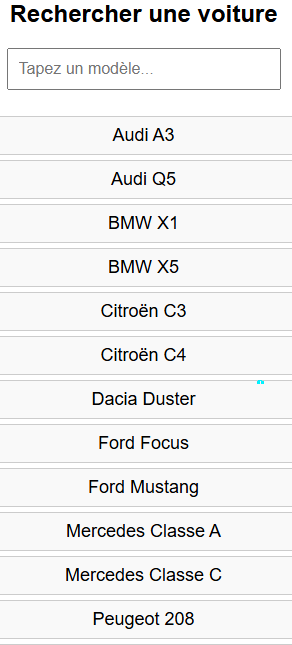 Rechercher une voiture
Tapez un modèle...
Audi A3
Audi Q5
BMW X1
BMW X5
Citroën C3
Citroën C4
Dacia Duster
Ford Focus
Ford Mustang
Mercedes Classe A
Mercedes Classe C
Peugeot 208